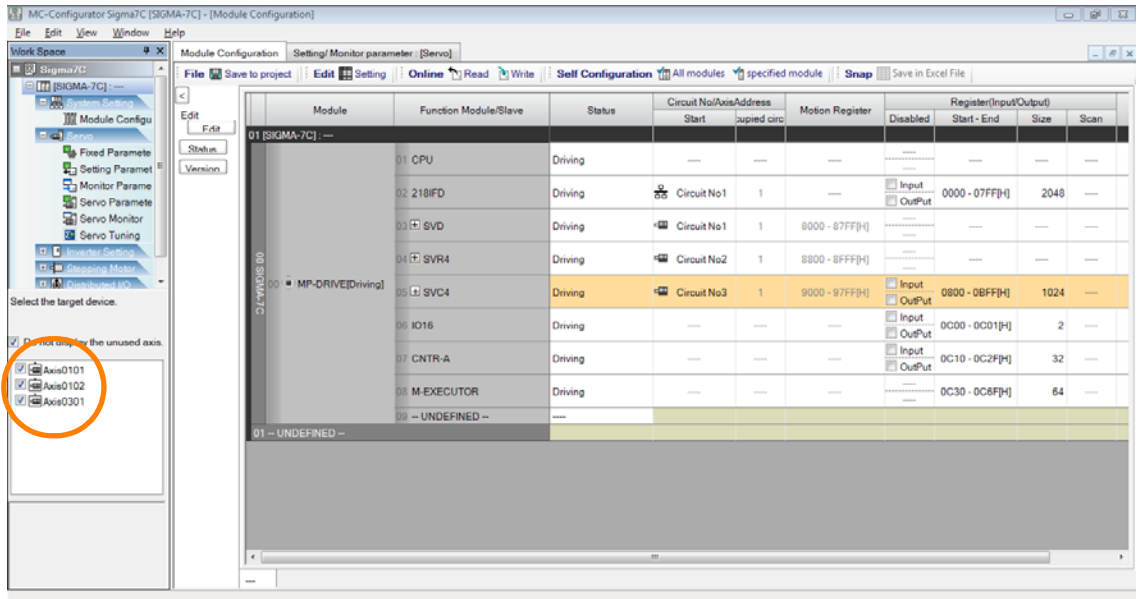 MC-Configurator Sigma7C [SIGMA-7C] - [Module Configuration]
File Edit View Window Help
Work Space
Sigma7C
[SIGMA-7C] : ---
System Setting
Module Configu
Servo
Fixed Paramete
Setting Paramet
Monitor Parame
Servo Paramete
Servo Monitor
Servo Tuning
Inverter Setting
Stepping Motor
Distributed I/O
Select the target device.
Do not display the unused axis.
Axis0101
Axis0102
Axis0301
Module Configuration Setting/ Monitor parameter : [Servo]
File Save to project Edit Setting Online Read Write Self Configuration All modules specified module Snap Save in Excel File
<
Edit
Edit
Status
Version
Module Function Module/Slave Status Circuit No/AxisAddress Motion Register Register(Input/Output)
Start cupied circ Disabled Start - End Size Scan
01 [SIGMA-7C] : ---
00 SIGMA-7C
00 MP-DRIVE[Driving]
01 CPU Driving ---- ---- ---- ---- ---- ---- ---- ----
02 218IFD Driving Circuit No1 1 ---- Input OutPut 0000 - 07FF[H] 2048 ----
03 + SVD Driving Circuit No1 1 8000 - 87FF[H] ---- ---- ---- ---- ----
04 + SVR4 Driving Circuit No2 1 8800 - 8FFF[H] ---- ---- ---- ---- ----
05 + SVC4 Driving Circuit No3 1 9000 - 97FF[H] Input OutPut 0800 - 0BFF[H] 1024 ----
06 IO16 Driving ---- ---- ---- Input OutPut 0C00 - 0C01[H] 2 ----
07 CNTR-A Driving ---- ---- ---- Input OutPut 0C10 - 0C2F[H] 32 ----
08 M-EXECUTOR Driving ---- ---- ---- ---- ---- 0C30 - 0C6F[H] 64 ----
09 -- UNDEFINED -- ----
01 -- UNDEFINED --
---